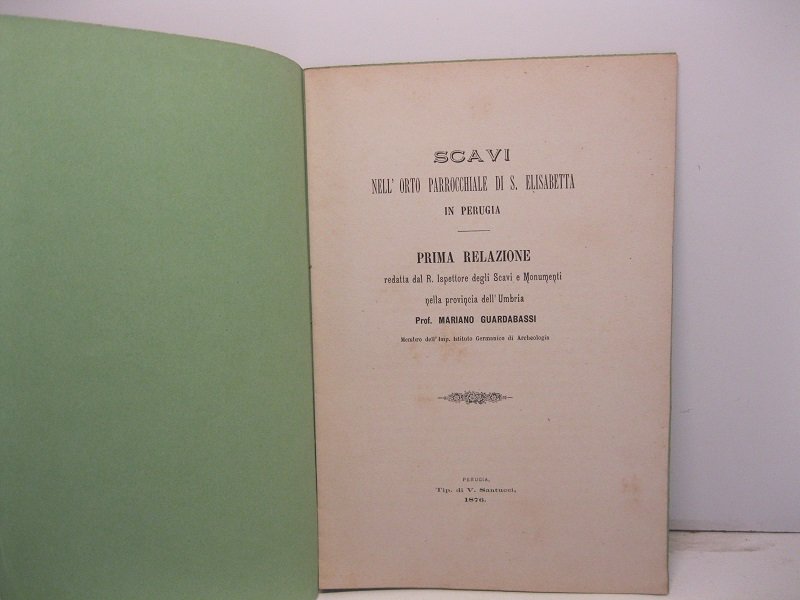 SCAVI
NELL' ORTO PARROCCHIALE DI S. ELISABETTA
IN PERUGIA
PRIMA RELAZIONE
redatta dal R. Ispettore degli Scavi e Monumenti
nella provincia dell' Umbria
Prof. MARIANO GUARDABASSI
Membro dell' Imp. Istituto Germanico di Archeologia
PERUGIA,
Tip. di V. Santucci,
1876.